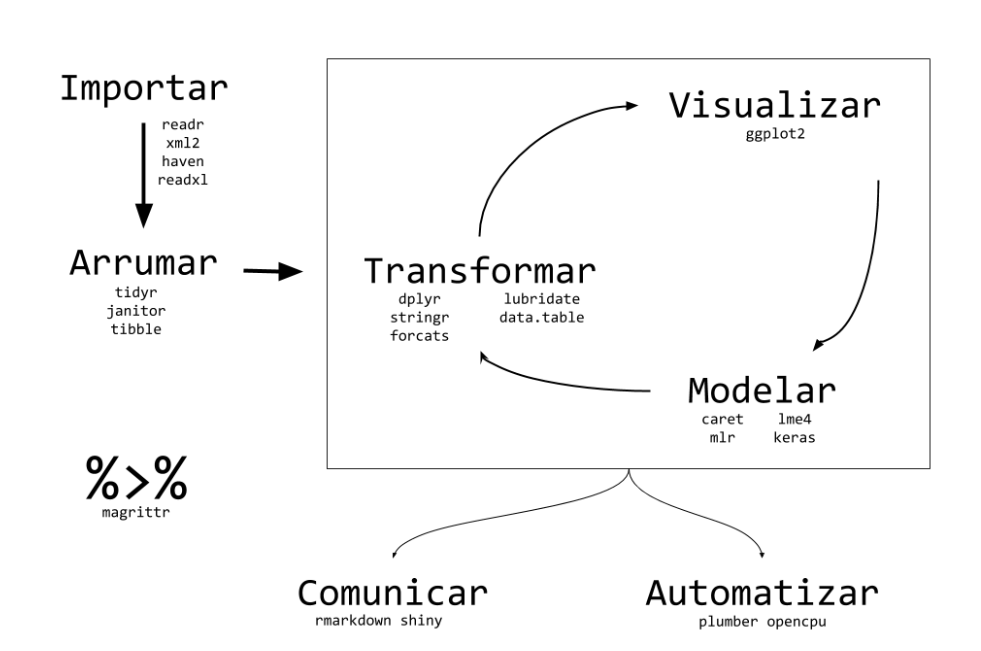 Importar
readr
xml2
haven
readxl
Arrumar
tidyr
janitor
tibble
%>%
magrittr
Visualizar
ggplot2
Transformar
dplyr lubridate
stringr data.table
forcats
Modelar
caret lme4
mlr keras
Comunicar
rmarkdown shiny
Automatizar
plumber opencpu